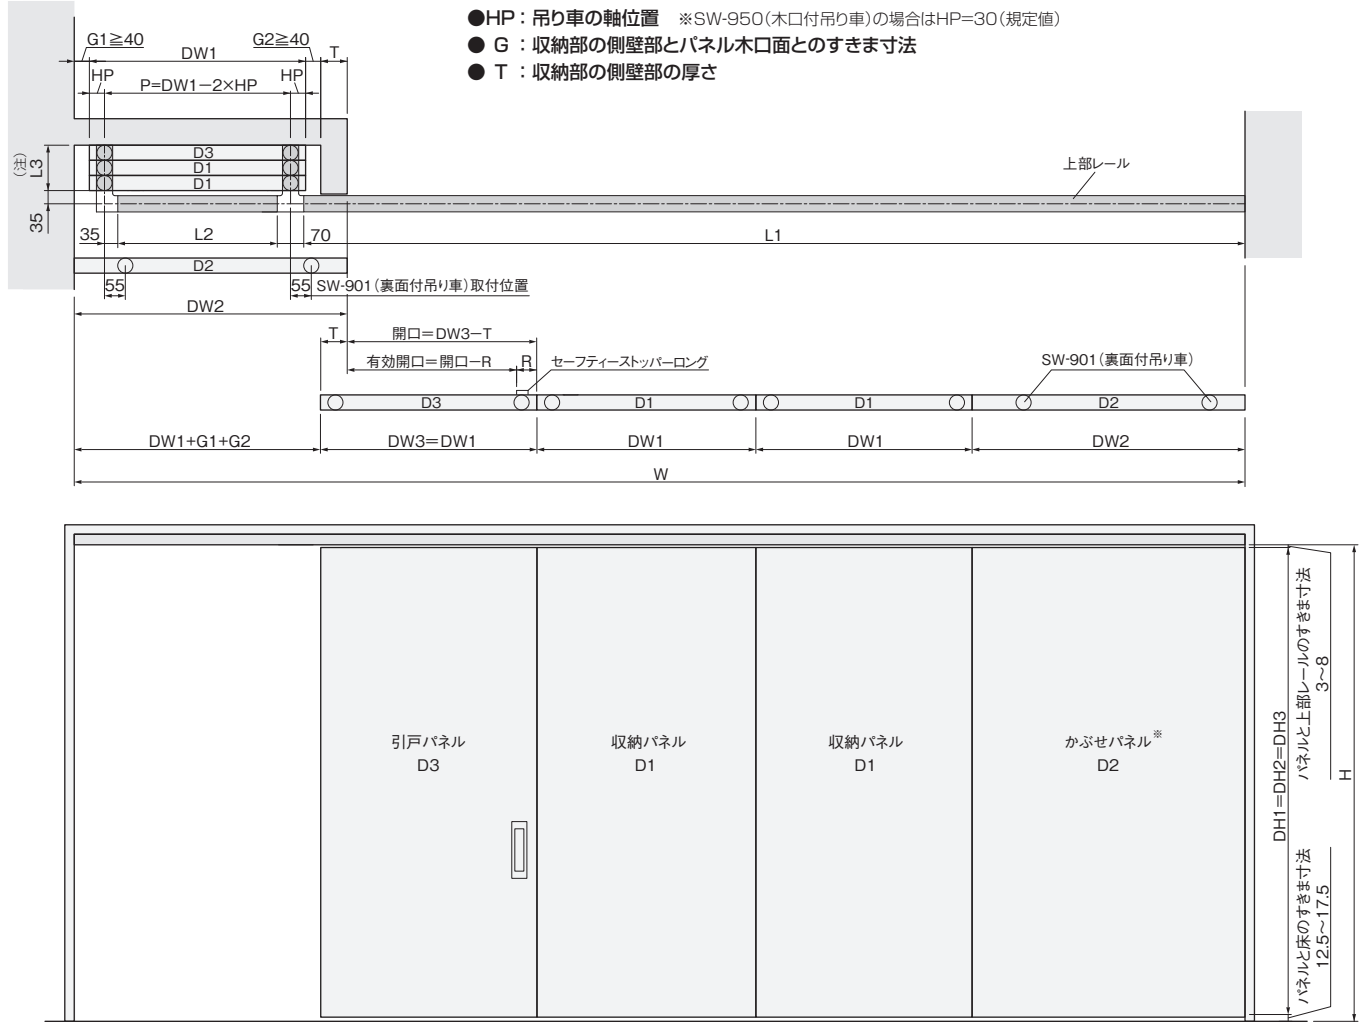 ●HP：吊り車の軸位置　※SW-950（木口付吊り車）の場合はHP=30（規定値）
● G ：収納部の側壁部とパネル木口面とのすきま寸法
● T ：収納部の側壁部の厚さ
G1≧40
DW1
G2≧40
T
HP
P=DW1－2×HP
HP
（注）
L3
D3
D1
D1
上部レール
35
35
L2
70
L1
D2
55
55
SW-901（裏面付吊り車）取付位置
DW2
T
開口＝DW3－T
有効開口＝開口－R
R
セーフティーストッパーロング
SW-901（裏面付吊り車）
D3
D1
D1
D2
DW1+G1+G2
DW3＝DW1
DW1
DW1
DW2
W
引戸パネル
D3
収納パネル
D1
収納パネル
D1
かぶせパネル※
D2
DH1＝DH2＝DH3
パネルと上部レールのすきま寸法
3～8
H
パネルと床のすきま寸法
12.5～17.5